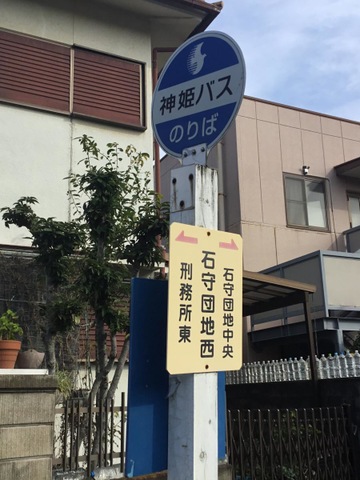 神姫バス
のりば
石守団地中央
石守団地西
刑務所東